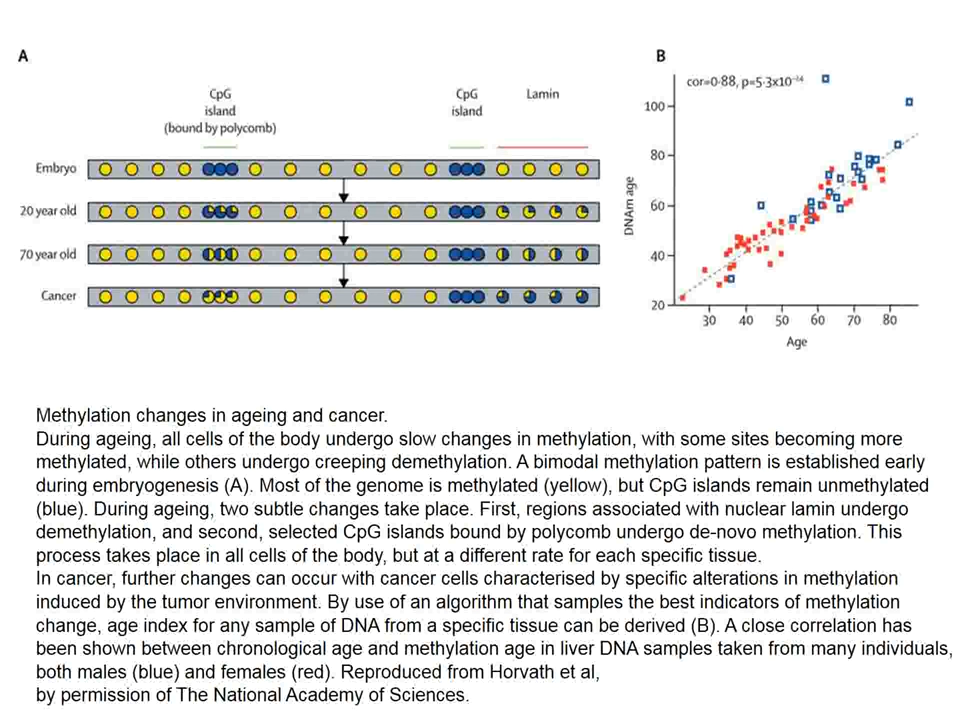 A
B
CpG
island
(bound by polycomb)
CpG
island
Lamin
Embryo
20 year old
70 year old
Cancer
cor=0·88, p=5·3x10⁻²⁴
100
80
60
40
20
DNAm age
30 40 50 60 70 80
Age
Methylation changes in ageing and cancer.
During ageing, all cells of the body undergo slow changes in methylation, with some sites becoming more
methylated, while others undergo creeping demethylation. A bimodal methylation pattern is established early
during embryogenesis (A). Most of the genome is methylated (yellow), but CpG islands remain unmethylated
(blue). During ageing, two subtle changes take place. First, regions associated with nuclear lamin undergo
demethylation, and second, selected CpG islands bound by polycomb undergo de-novo methylation. This
process takes place in all cells of the body, but at a different rate for each specific tissue.
In cancer, further changes can occur with cancer cells characterised by specific alterations in methylation
induced by the tumor environment. By use of an algorithm that samples the best indicators of methylation
change, age index for any sample of DNA from a specific tissue can be derived (B). A close correlation has
been shown between chronological age and methylation age in liver DNA samples taken from many individuals,
both males (blue) and females (red). Reproduced from Horvath et al,
by permission of The National Academy of Sciences.